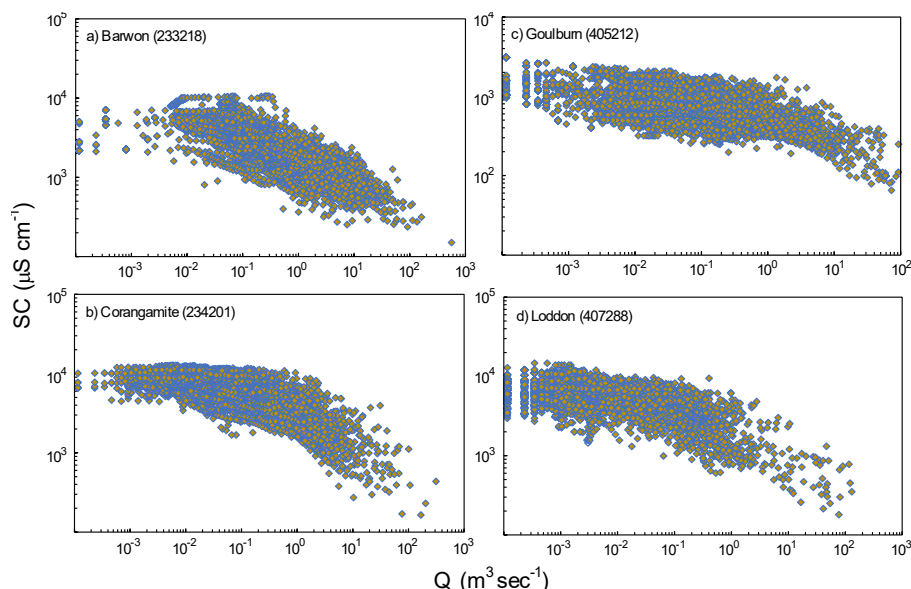 a) Barwon (233218)
10⁵
10⁴
10³
10⁻³ 10⁻² 10⁻¹ 10⁰ 10¹ 10² 10³
c) Goulburn (405212)
10⁴
10³
10²
10⁻³ 10⁻² 10⁻¹ 10⁰ 10¹ 10²
SC (μS cm⁻¹)
b) Corangamite (234201)
10⁵
10⁴
10³
10⁻³ 10⁻² 10⁻¹ 10⁰ 10¹ 10² 10³
d) Loddon (407288)
10⁵
10⁴
10³
10⁻³ 10⁻² 10⁻¹ 10⁰ 10¹ 10² 10³
Q (m³ sec⁻¹)